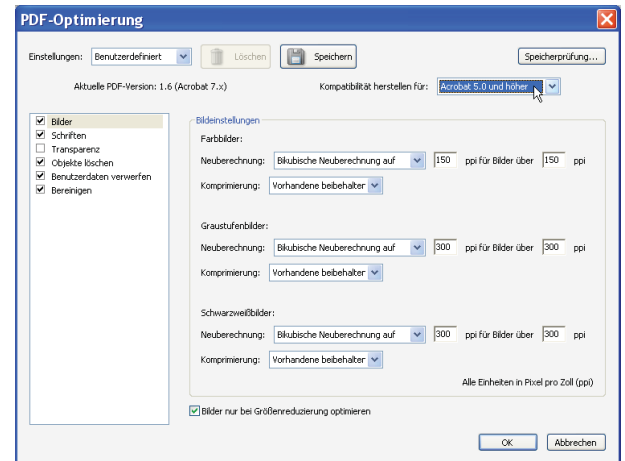 PDF-Optimierung
Einstellungen: Benutzerdefiniert Löschen Speichern Speicherprüfung...
Aktuelle PDF-Version: 1.6 (Acrobat 7.x) Kompatibilität herstellen für: Acrobat 5.0 und höher
Bilder
Schriften
Transparenz
Objekte löschen
Benutzerdaten verwerfen
Bereinigen
Bildeinstellungen
Farbbilder:
Neuberechnung: Bikubische Neuberechnung auf 150 ppi für Bilder über 150 ppi
Komprimierung: Vorhandene beibehalter
Graustufenbilder:
Neuberechnung: Bikubische Neuberechnung auf 300 ppi für Bilder über 300 ppi
Komprimierung: Vorhandene beibehalter
Schwarzweißbilder:
Neuberechnung: Bikubische Neuberechnung auf 300 ppi für Bilder über 300 ppi
Komprimierung: Vorhandene beibehalter
Alle Einheiten in Pixel pro Zoll (ppi)
Bilder nur bei Größenreduzierung optimieren
OK Abbrechen